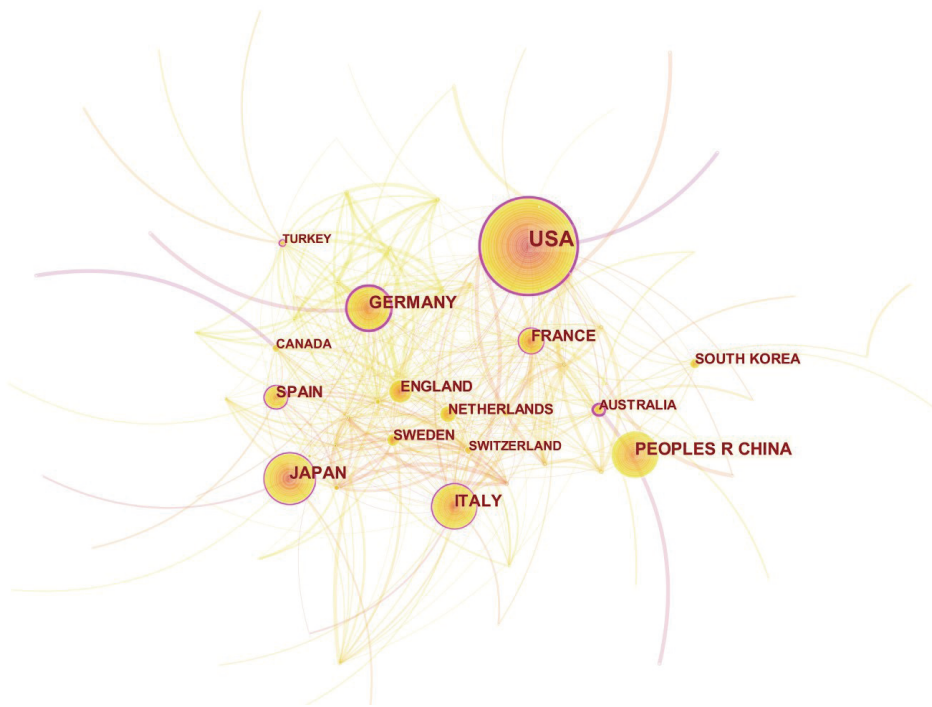 USA
TURKEY
GERMANY
FRANCE
CANADA
SOUTH KOREA
SPAIN
ENGLAND
NETHERLANDS
AUSTRALIA
SWEDEN
SWITZERLAND
PEOPLES R CHINA
JAPAN
ITALY